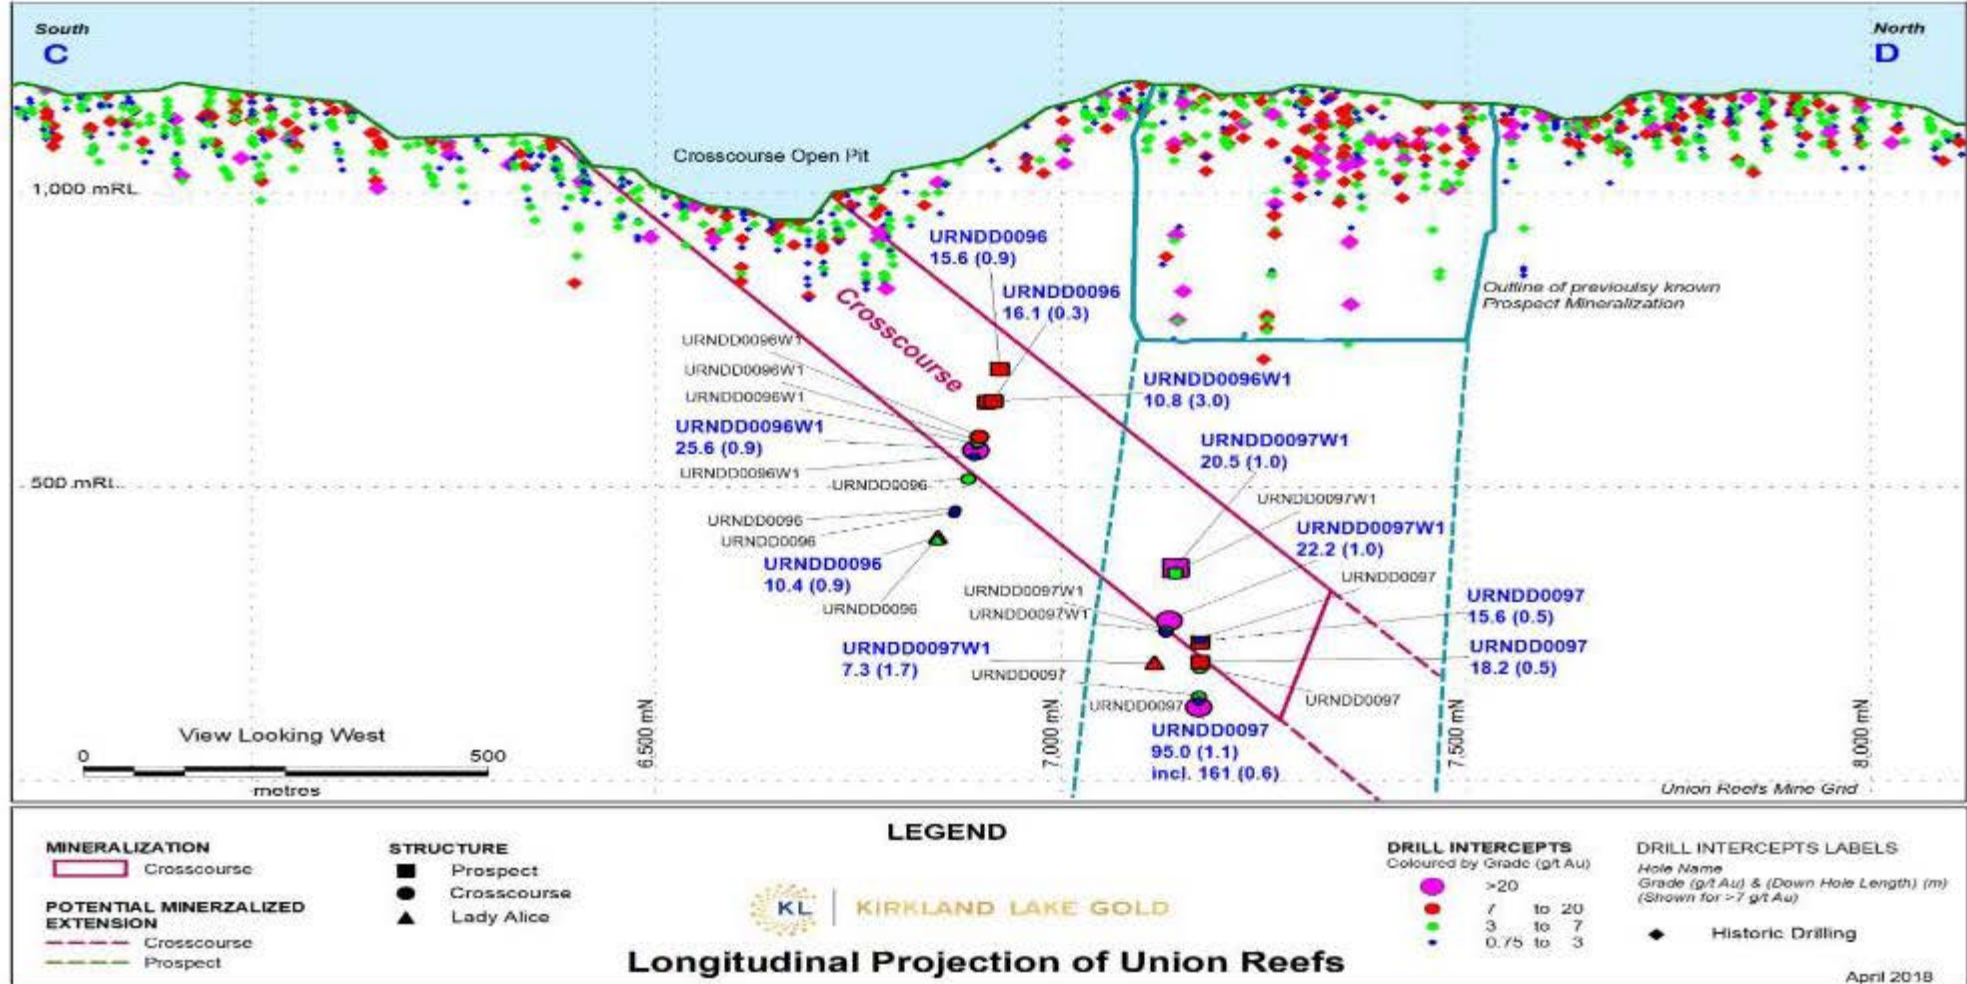 South
C
North
D
Crosscourse Open Pit
1,000 mRL
URNDD0096
15.6 (0.9)
URNDD0096
16.1 (0.3)
Outline of previoulsy known
Prospect Mineralization
Crosscourse
URNDD0096W1
URNDD0096W1
URNDD0096W1
URNDD0096W1
10.8 (3.0)
URNDD0096W1
25.6 (0.9)
URNDD0097W1
20.5 (1.0)
URNDD0096W1
500 mRL
URNDD0096
URNDD0097W1
URNDD0096
URNDD0096
URNDD0097W1
22.2 (1.0)
URNDD0096
10.4 (0.9)
URNDD0096
URNDD0097
URNDD0097W1
URNDD0097W1
URNDD0097
15.6 (0.5)
URNDD0097W1
7.3 (1.7)
URNDD0097
18.2 (0.5)
URNDD0097
URNDD0097
URNDD0097
URNDD0097
95.0 (1.1)
incl. 161 (0.6)
6,500 mN
7,000 mN
7,500 mN
8,000 mN
View Looking West
0 500
metres
Union Reefs Mine Grid
LEGEND
MINERALIZATION
Crosscourse
POTENTIAL MINERZALIZED
EXTENSION
Crosscourse
Prospect
STRUCTURE
Prospect
Crosscourse
Lady Alice
KL KIRKLAND LAKE GOLD
Longitudinal Projection of Union Reefs
DRILL INTERCEPTS
Coloured by Grade (g/t Au)
>20
7 to 20
3 to 7
0.75 to 3
DRILL INTERCEPTS LABELS
Hole Name
Grade (g/t Au) & (Down Hole Length) (m)
(Shown for >7 g/t Au)
Historic Drilling
April 2018